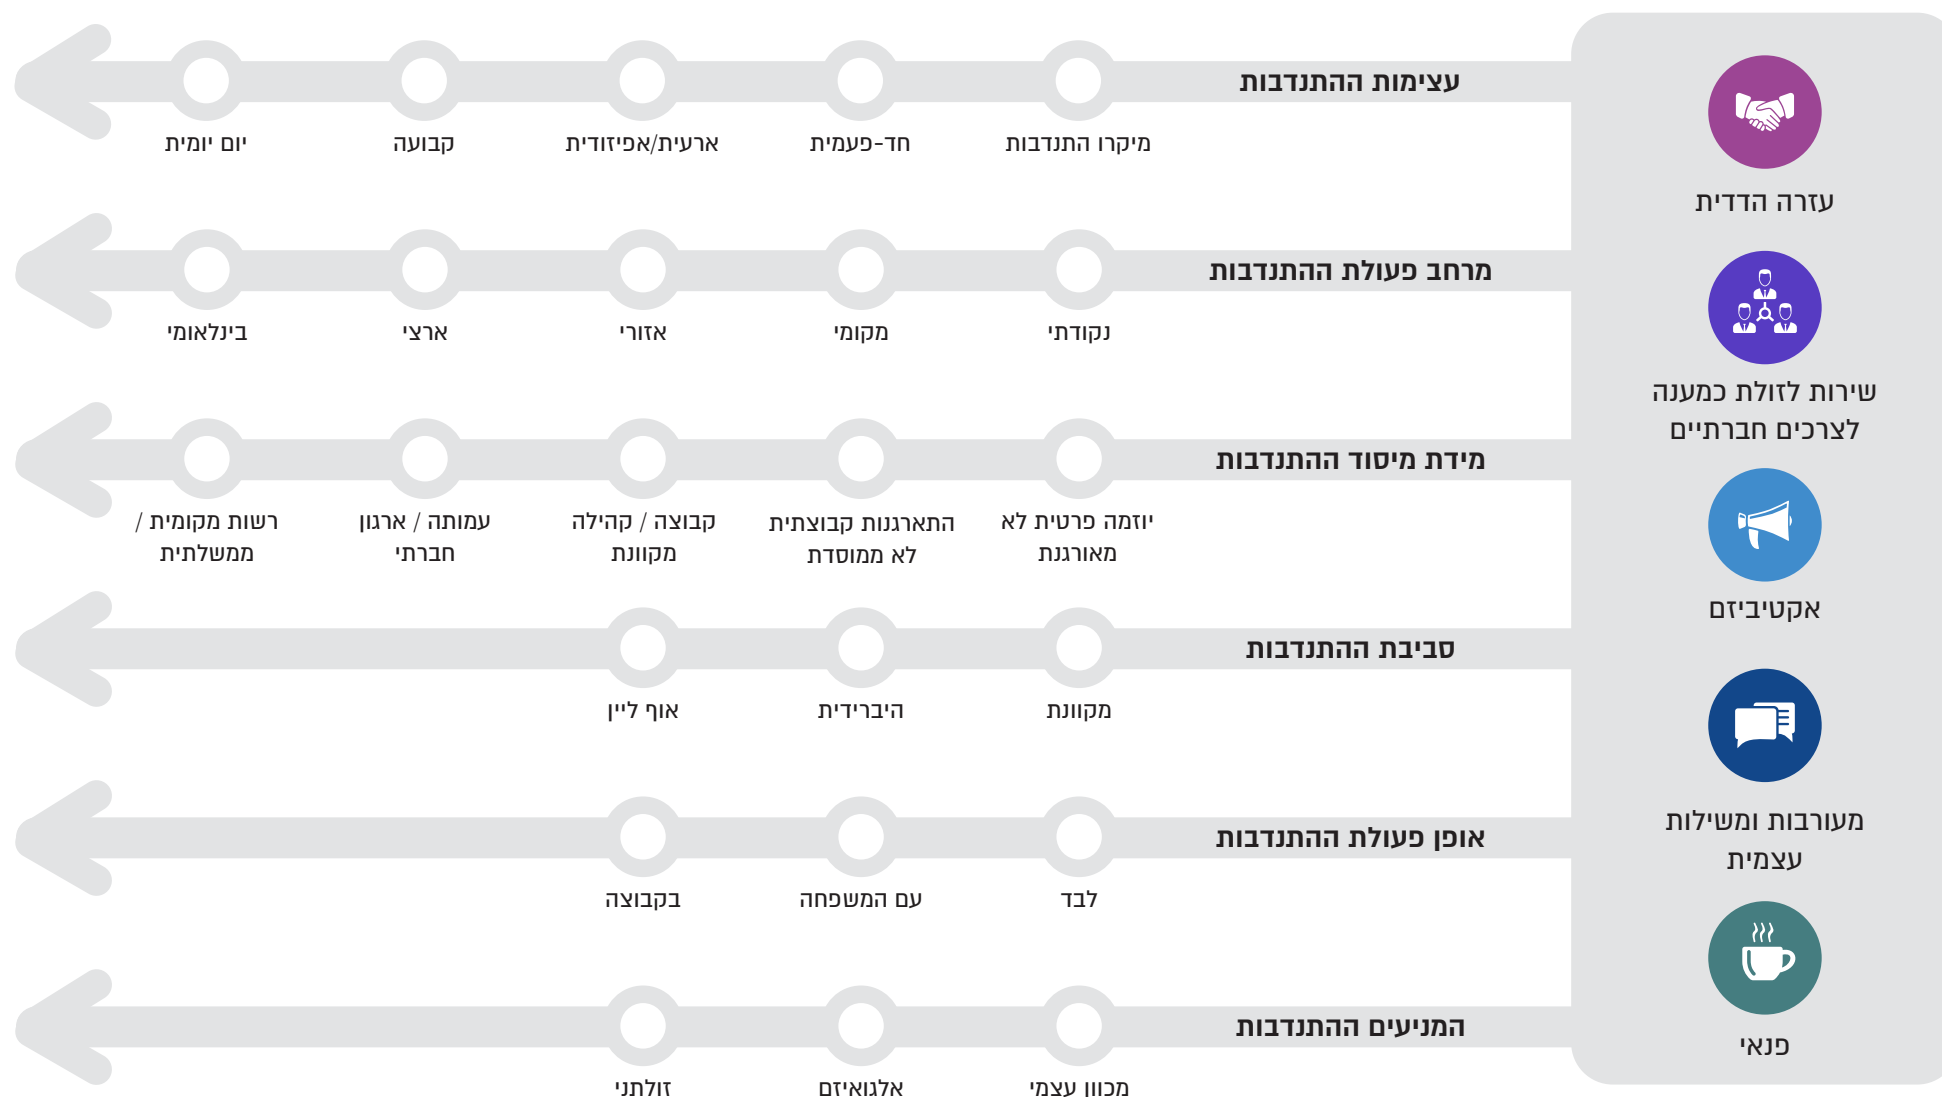 עזרה הדדית
שירות לזולת כמענה
לצרכים חברתיים
אקטיביזם
מעורבות ומשילות
עצמית
פנאי
עצימות ההתנדבות
מיקרו התנדבות
חד-פעמית
ארעית/אפיזודית
קבועה
יום יומית
מרחב פעולת ההתנדבות
נקודתי
מקומי
אזורי
ארצי
בינלאומי
מידת מיסוד ההתנדבות
יוזמה פרטית לא
מאורגנת
התארגנות קבוצתית
לא ממוסדת
קבוצה / קהילה
מקוונת
עמותה / ארגון
חברתי
רשות מקומית /
ממשלתית
סביבת ההתנדבות
מקוונת
היברידית
אוף ליין
אופן פעולת ההתנדבות
לבד
עם המשפחה
בקבוצה
המניעים ההתנדבות
מכוון עצמי
אלגואיזם
זולתני